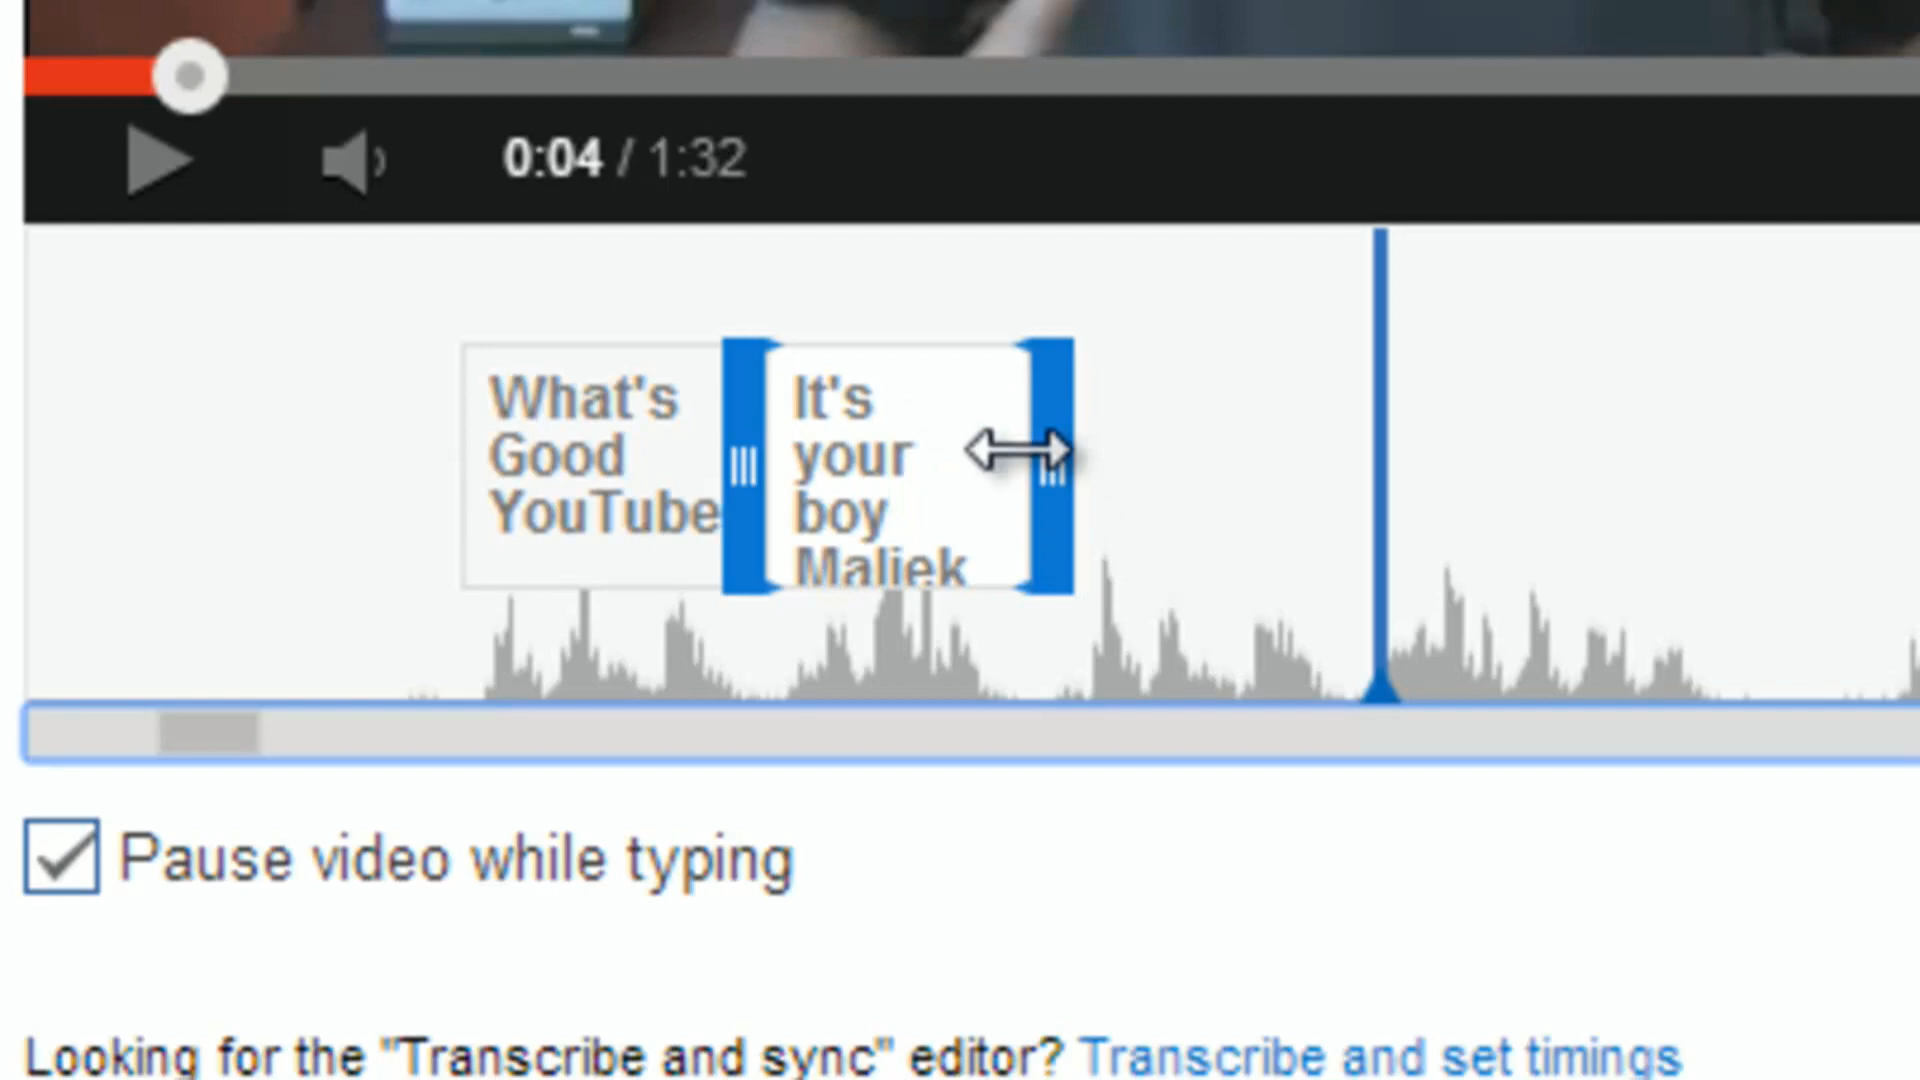 0:04 / 1:32
What's
Good
YouTube
It's
your
boy
Maliek
Pause video while typing
Looking for the "Transcribe and sync" editor? Transcribe and set timings